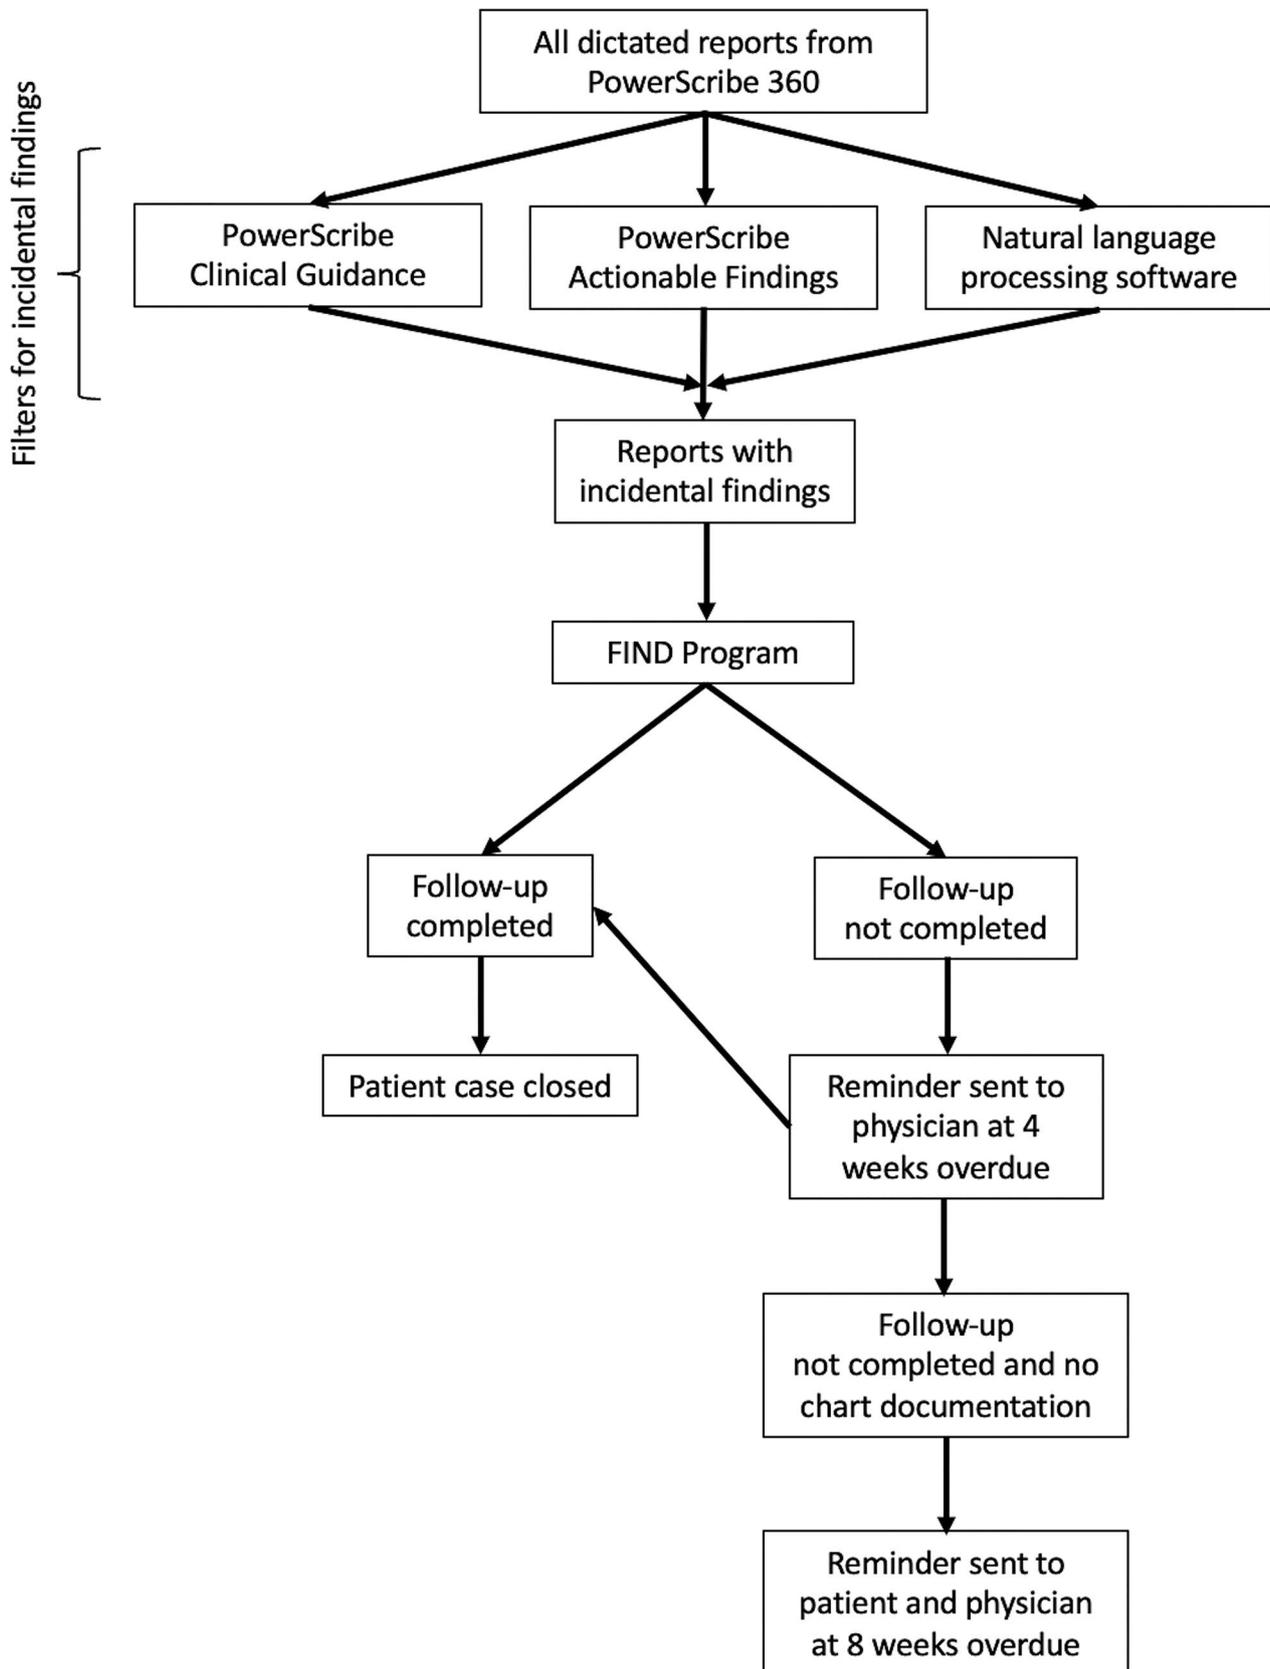 All dictated reports from
PowerScribe 360
Filters for incidental findings
PowerScribe
Clinical Guidance
PowerScribe
Actionable Findings
Natural language
processing software
Reports with
incidental findings
FIND Program
Follow-up
completed
Follow-up
not completed
Patient case closed
Reminder sent to
physician at 4
weeks overdue
Follow-up
not completed and no
chart documentation
Reminder sent to
patient and physician
at 8 weeks overdue